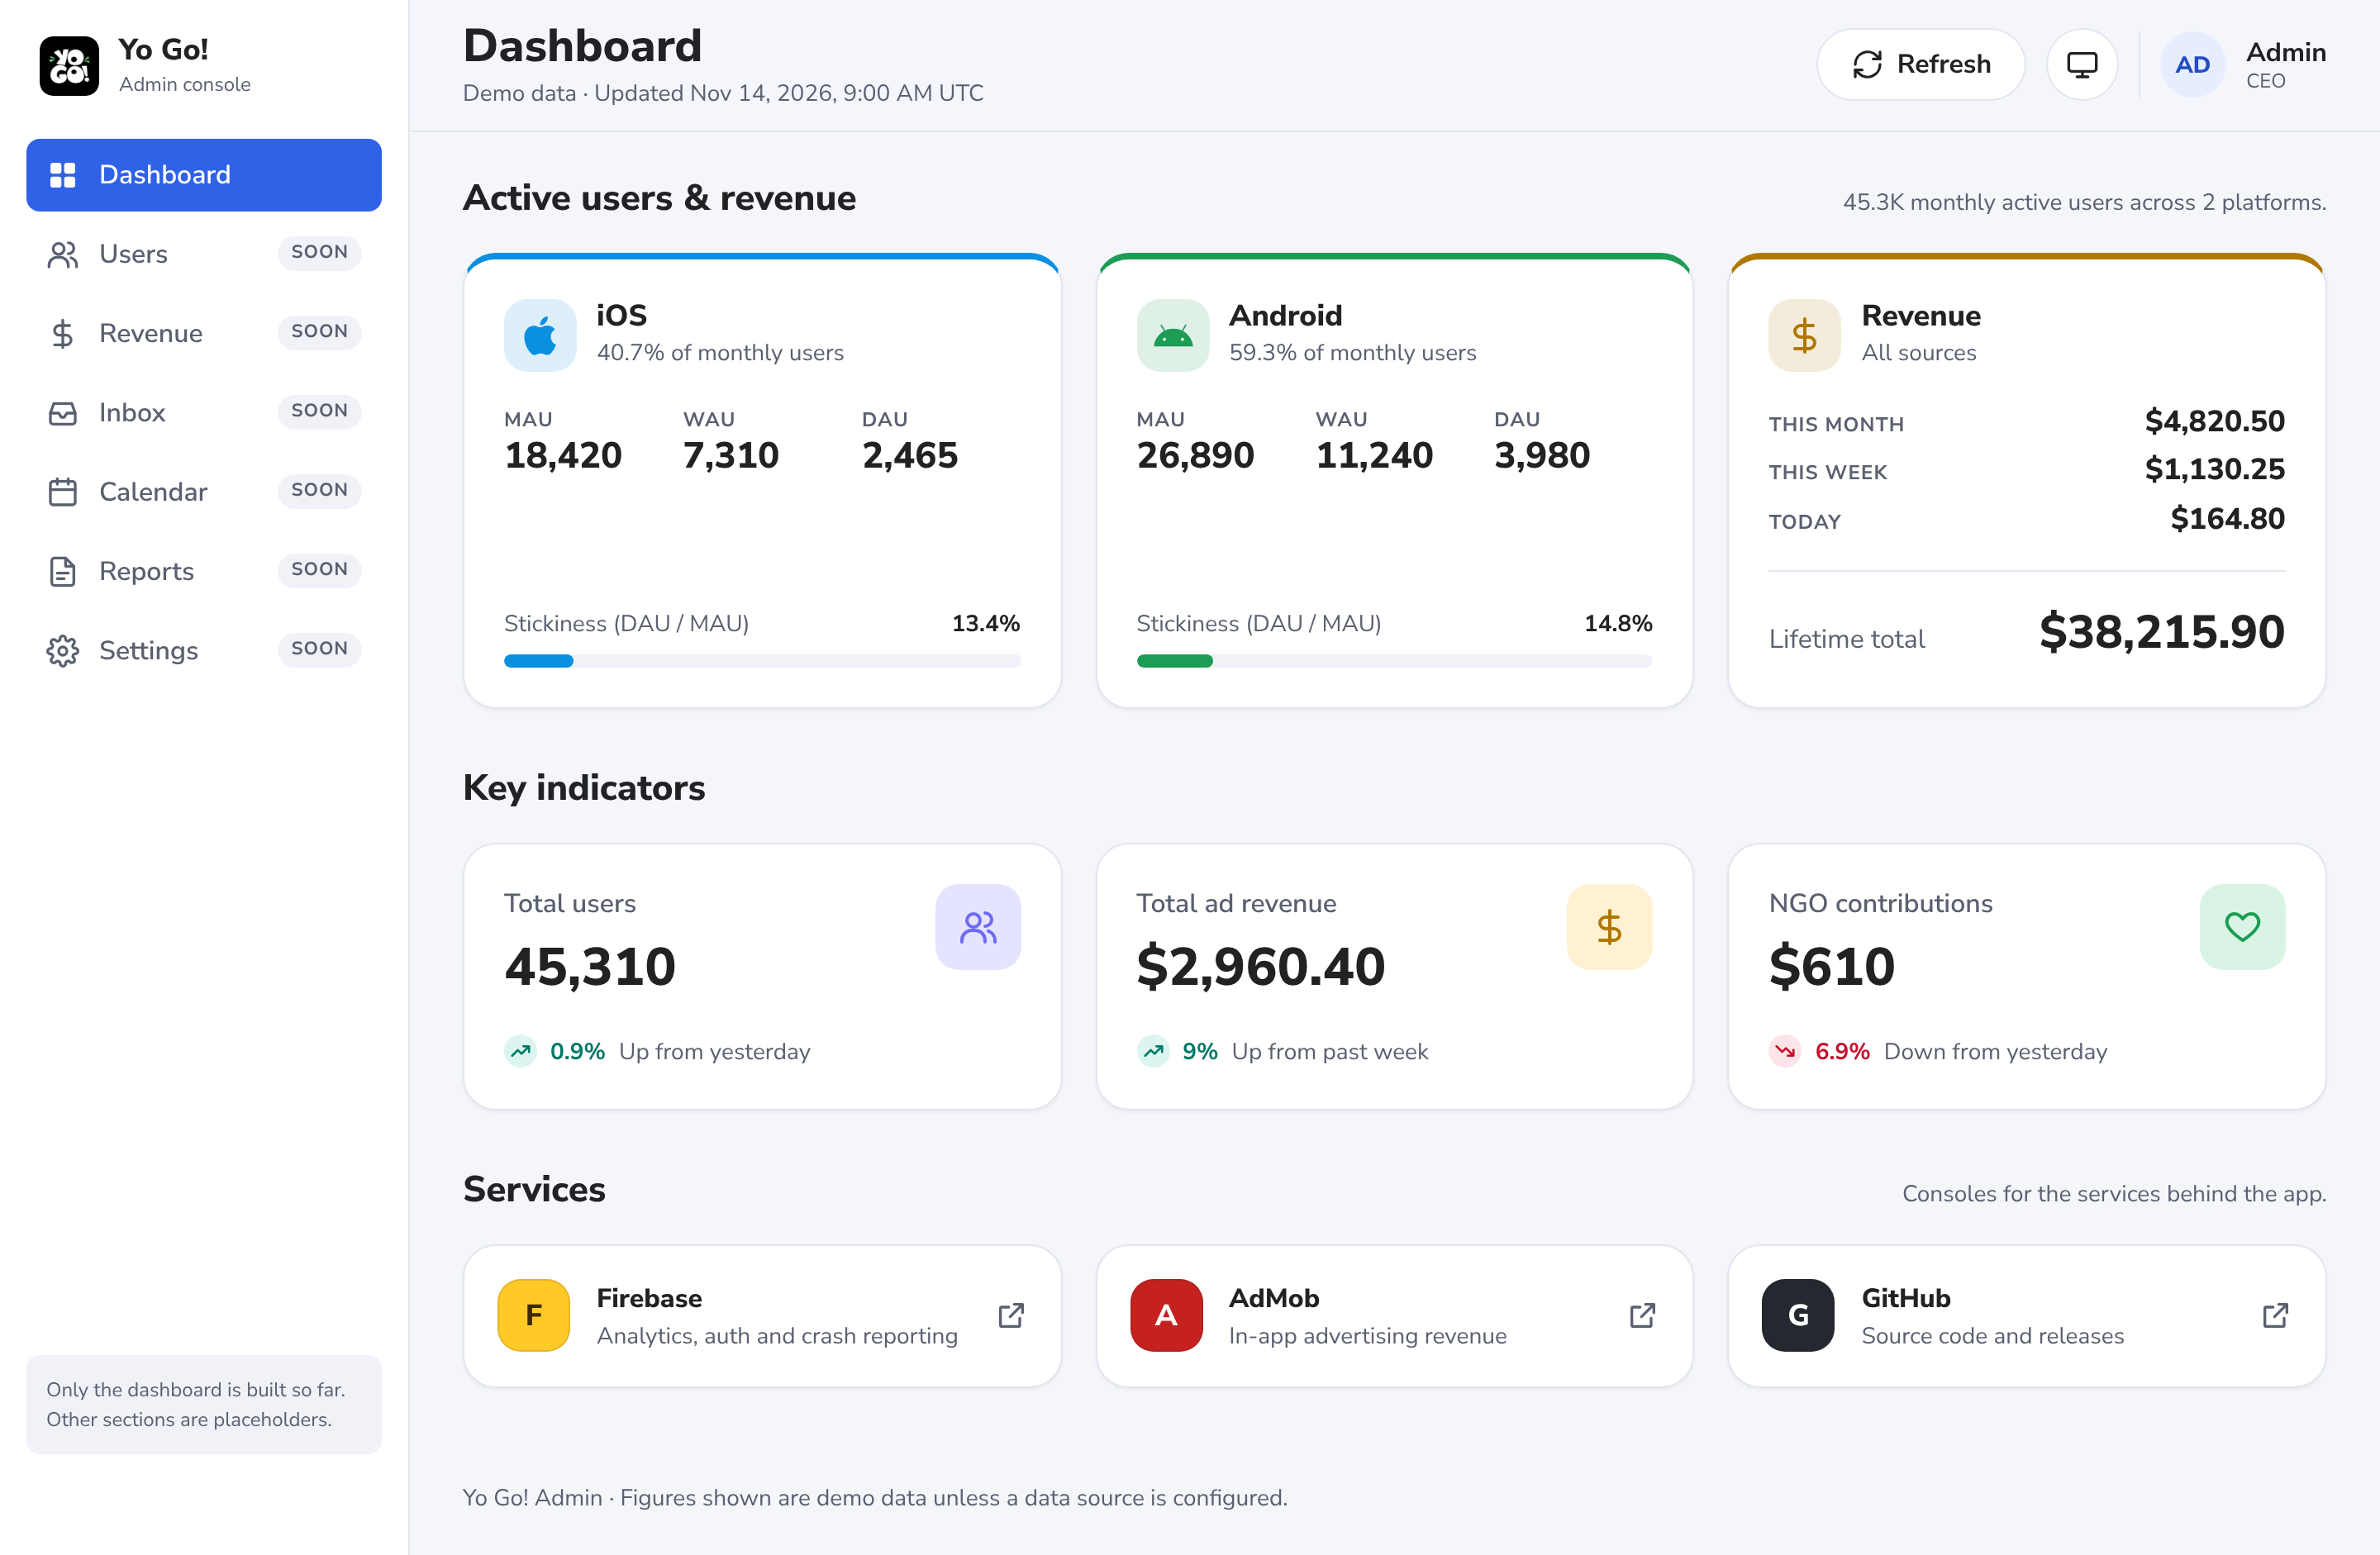 YO GO!
Yo Go!
Admin console
Dashboard
Users SOON
Revenue SOON
Inbox SOON
Calendar SOON
Reports SOON
Settings SOON
Only the dashboard is built so far.
Other sections are placeholders.
Dashboard
Demo data · Updated Nov 14, 2026, 9:00 AM UTC
Refresh
AD
Admin
CEO
Active users & revenue
45.3K monthly active users across 2 platforms.
iOS
40.7% of monthly users
MAU WAU DAU
18,420 7,310 2,465
Stickiness (DAU / MAU) 13.4%
Android
59.3% of monthly users
MAU WAU DAU
26,890 11,240 3,980
Stickiness (DAU / MAU) 14.8%
$
Revenue
All sources
THIS MONTH $4,820.50
THIS WEEK $1,130.25
TODAY $164.80
Lifetime total $38,215.90
Key indicators
Total users
45,310
0.9% Up from yesterday
Total ad revenue
$2,960.40
$
9% Up from past week
NGO contributions
$610
6.9% Down from yesterday
Services
Consoles for the services behind the app.
F
Firebase
Analytics, auth and crash reporting
A
AdMob
In-app advertising revenue
G
GitHub
Source code and releases
Yo Go! Admin · Figures shown are demo data unless a data source is configured.